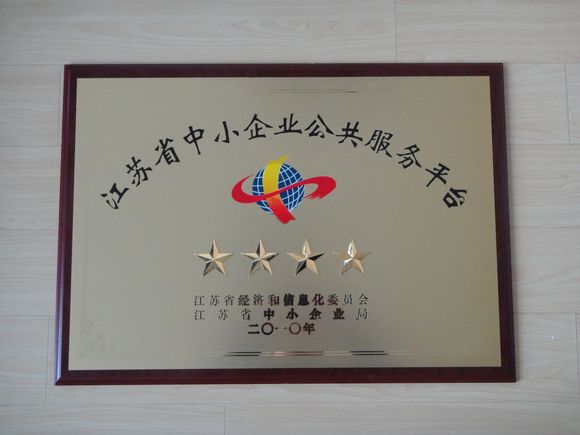 江苏省中小企业公共服务平台
江苏省经济和信息化委员会
江苏省中小企业局
二〇一〇年